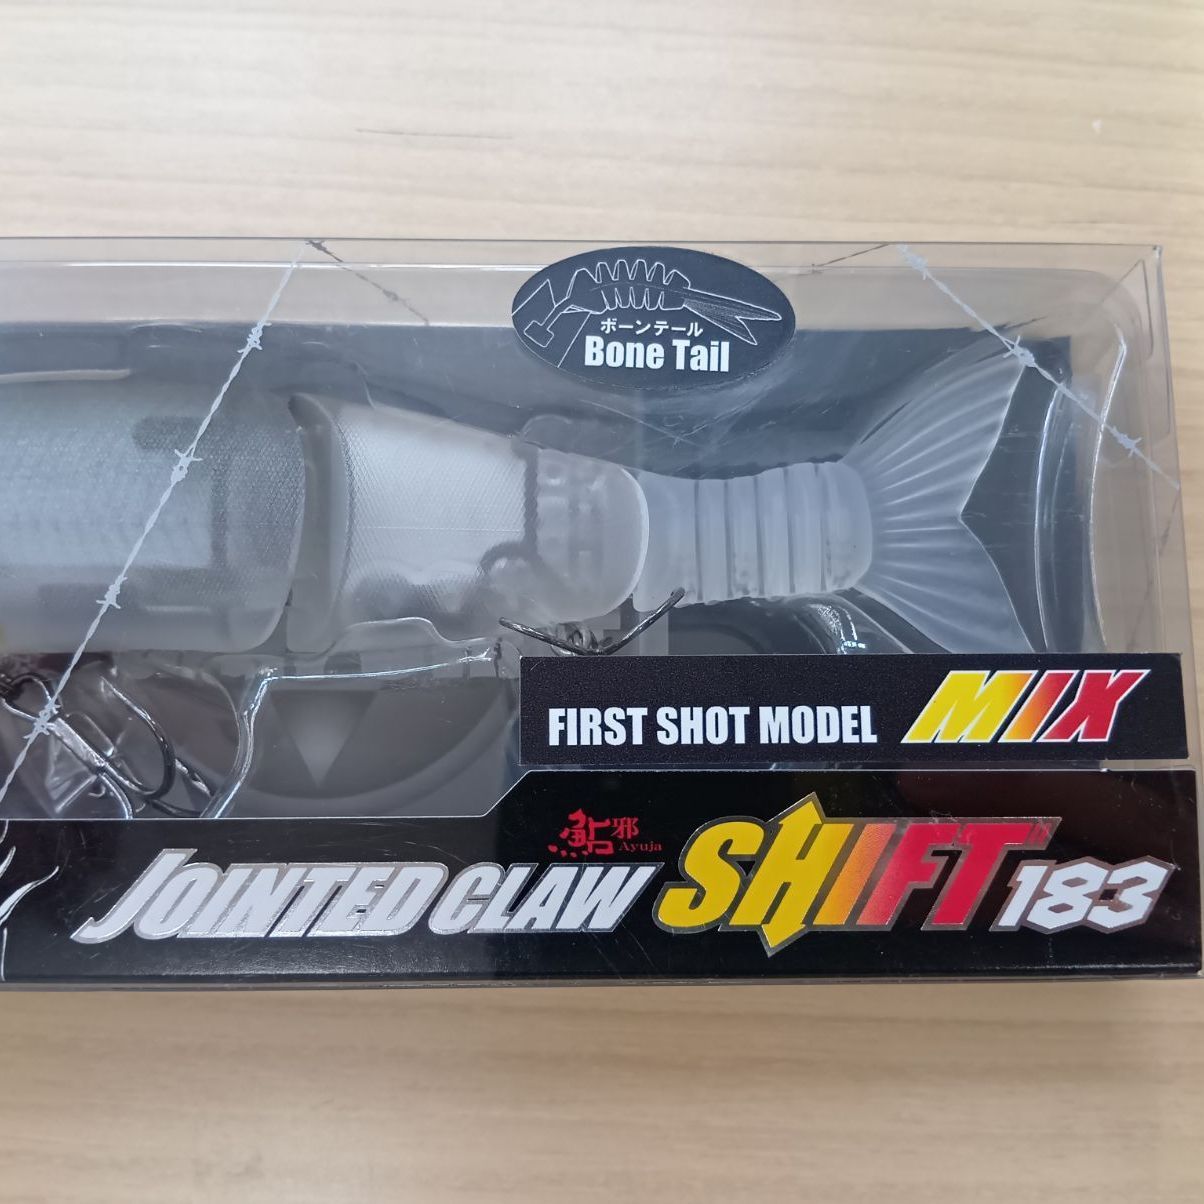 ボーンテール
Bone Tail
FIRST SHOT MODEL MIX
鮎邪
Ayuja
JOINTED CLAW SHIFT 183